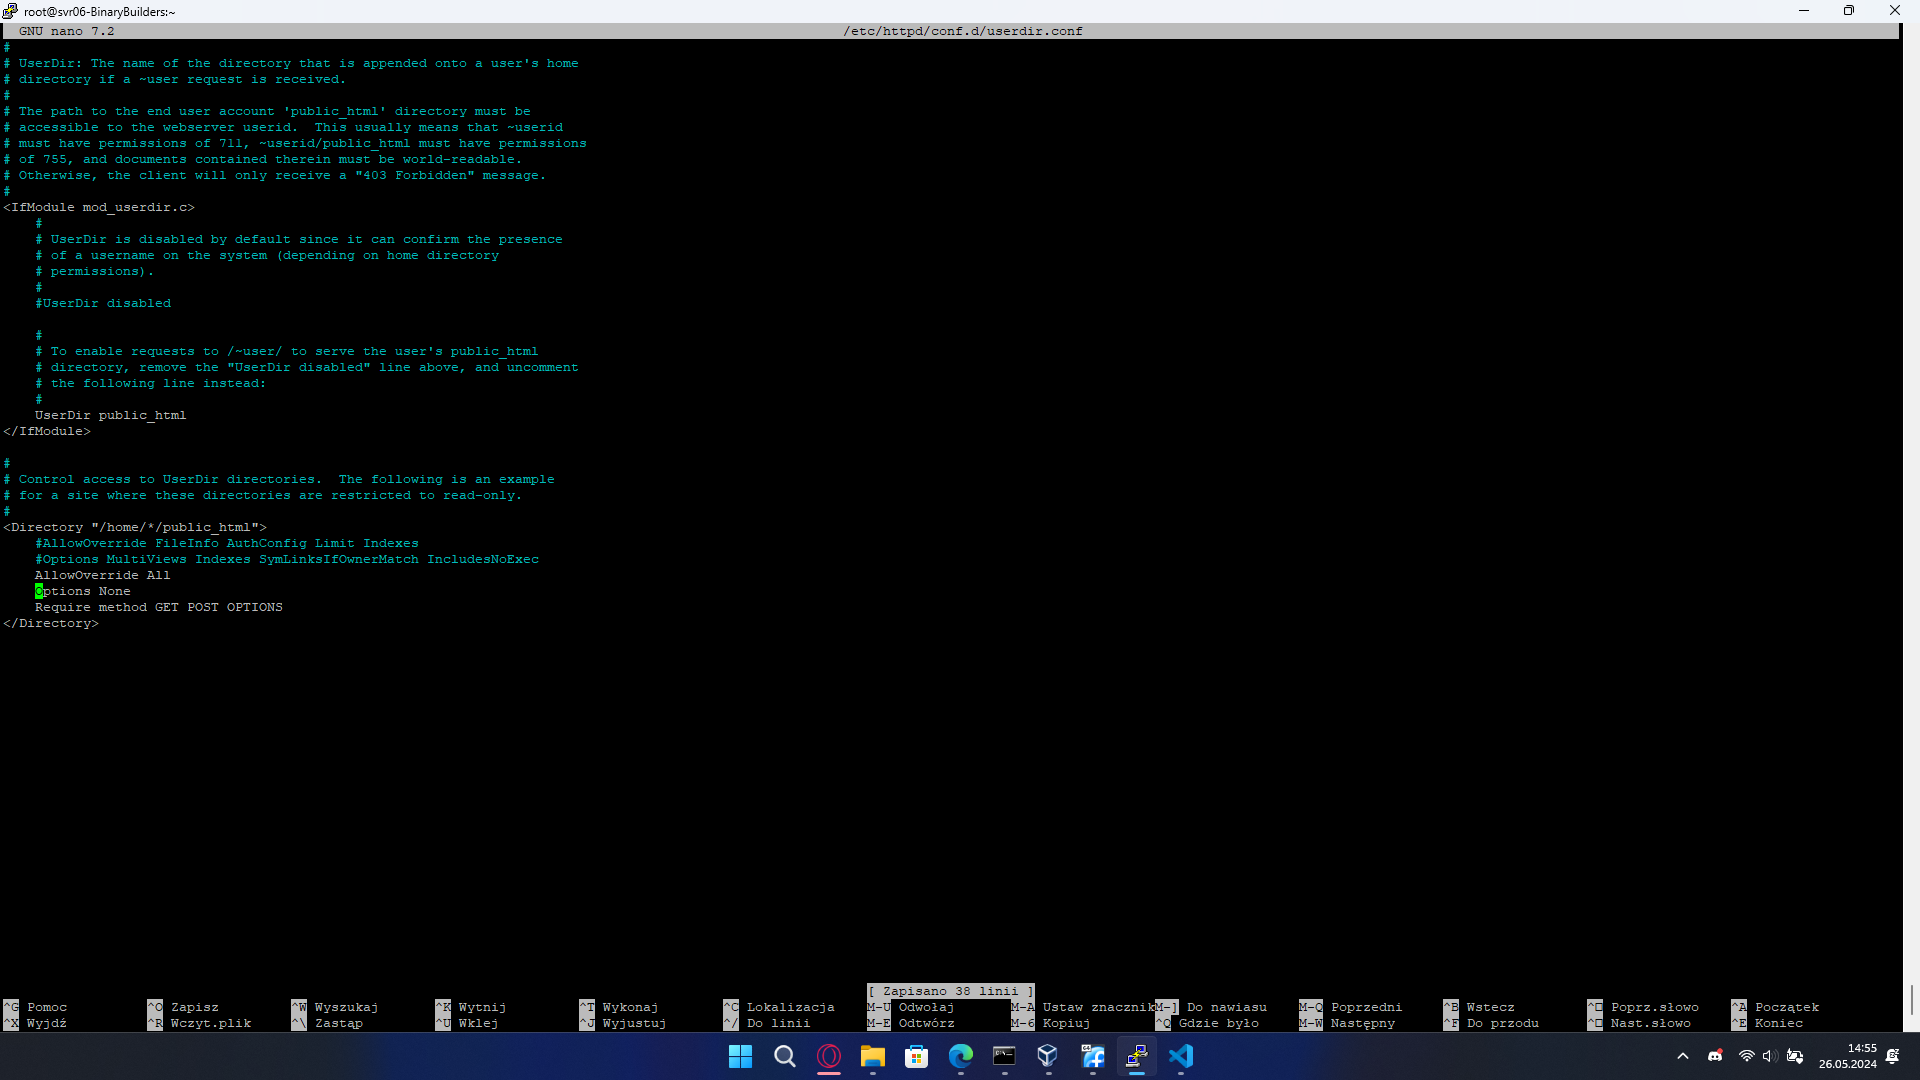 root@svr06-BinaryBuilders:~
GNU nano 7.2 /etc/httpd/conf.d/userdir.conf
#
# UserDir: The name of the directory that is appended onto a user's home
# directory if a ~user request is received.
#
# The path to the end user account 'public_html' directory must be
# accessible to the webserver userid.  This usually means that ~userid
# must have permissions of 711, ~userid/public_html must have permissions
# of 755, and documents contained therein must be world-readable.
# Otherwise, the client will only receive a "403 Forbidden" message.
#
<IfModule mod_userdir.c>
    #
    # UserDir is disabled by default since it can confirm the presence
    # of a username on the system (depending on home directory
    # permissions).
    #
    #UserDir disabled
    #
    # To enable requests to /~user/ to serve the user's public_html
    # directory, remove the "UserDir disabled" line above, and uncomment
    # the following line instead:
    #
    UserDir public_html
</IfModule>
#
# Control access to UserDir directories.  The following is an example
# for a site where these directories are restricted to read-only.
#
<Directory "/home/*/public_html">
    #AllowOverride FileInfo AuthConfig Limit Indexes
    #Options MultiViews Indexes SymLinksIfOwnerMatch IncludesNoExec
    AllowOverride All
    Options None
    Require method GET POST OPTIONS
</Directory>
[ Zapisano 38 linii ]
^G Pomoc ^O Zapisz ^W Wyszukaj ^K Wytnij ^T Wykonaj ^C Lokalizacja M-U Odwołaj M-A Ustaw znacznik M-] Do nawiasu M-Q Poprzedni ^B Wstecz ^□ Poprz.słowo ^A Początek
^X Wyjdź ^R Wczyt.plik ^\ Zastąp ^U Wklej ^J Wyjustuj ^/ Do linii M-E Odtwórz M-6 Kopiuj ^Q Gdzie było M-W Następny ^F Do przodu ^□ Nast.słowo ^E Koniec
64
14:55
26.05.2024